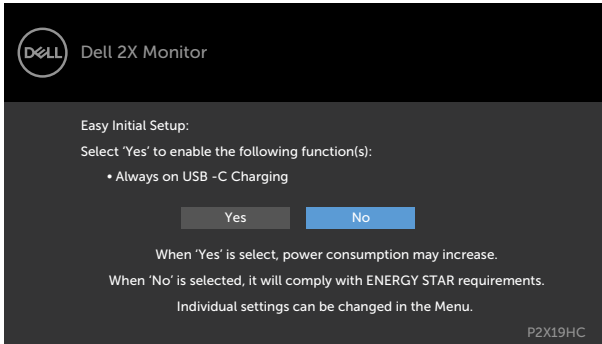 DELL
Dell 2X Monitor
Easy Initial Setup:
Select ‘Yes’ to enable the following function(s):
• Always on USB -C Charging
Yes No
When ‘Yes’ is select, power consumption may increase.
When ‘No’ is selected, it will comply with ENERGY STAR requirements.
Individual settings can be changed in the Menu.
P2X19HC